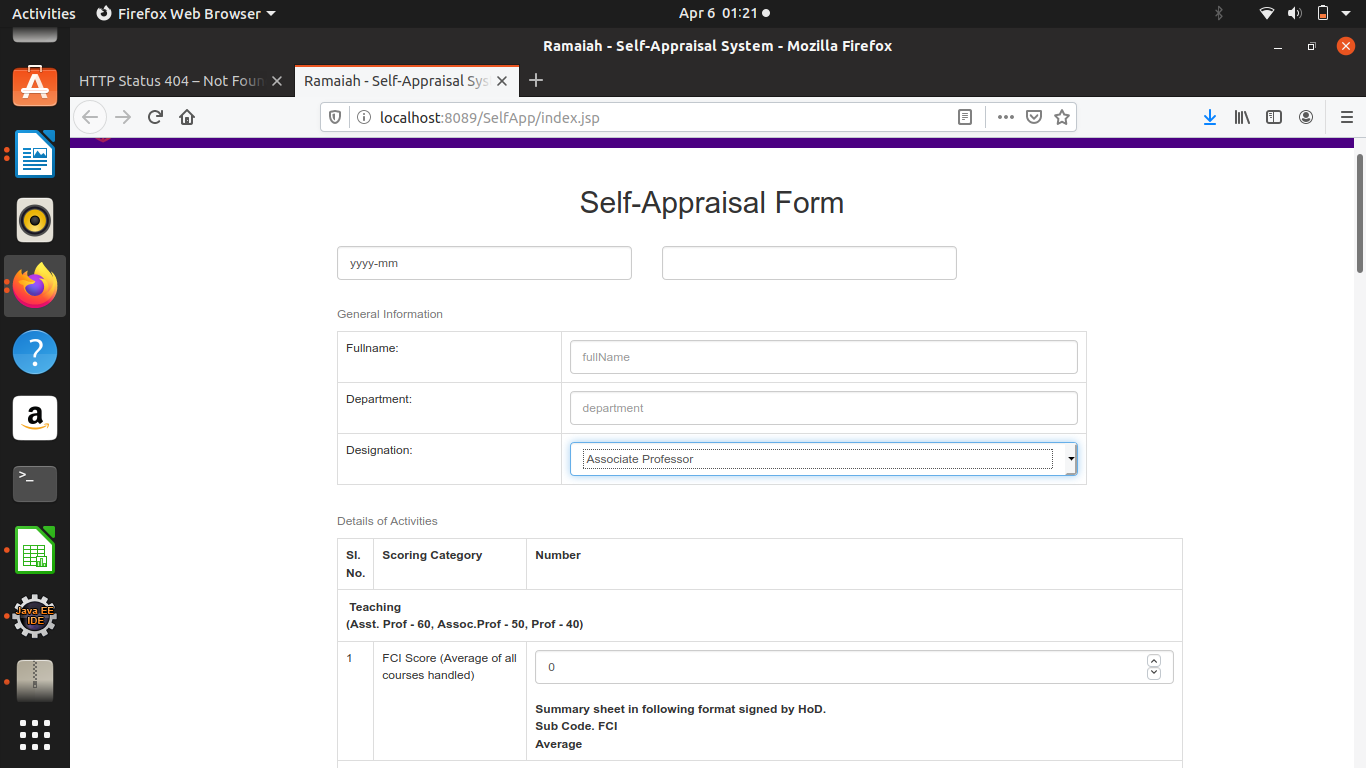 Activities
Firefox Web Browser
Apr 6 01:21
Ramaiah - Self-Appraisal System - Mozilla Firefox
HTTP Status 404 – Not Foun
Ramaiah - Self-Appraisal Sys
localhost:8089/SelfApp/index.jsp
Self-Appraisal Form
yyyy-mm
General Information
Fullname:
fullName
Department:
department
Designation:
Associate Professor
Details of Activities
Sl. No.
Scoring Category
Number
Teaching
(Asst. Prof - 60, Assoc.Prof - 50, Prof - 40)
1
FCI Score (Average of all
courses handled)
0
Summary sheet in following format signed by HoD.
Sub Code. FCI
Average
a
>_
Java EE
IDE